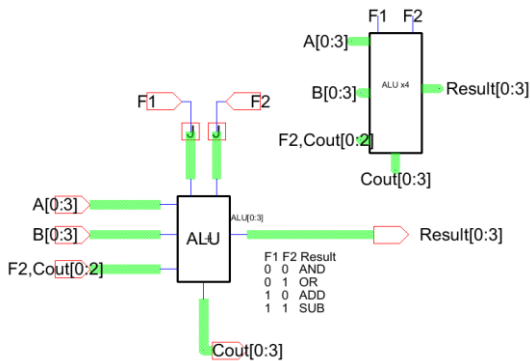 F1 F2
A[0:3]
ALU x4
B[0:3]
Result[0:3]
F2,Cout[0:2]
Cout[0:3]
F1
F2
J
J
A[0:3]
ALU[0:3]
B[0:3]
ALU
Result[0:3]
F2,Cout[0:2]
F1 F2 Result
0 0 AND
0 1 OR
1 0 ADD
1 1 SUB
Cout[0:3]